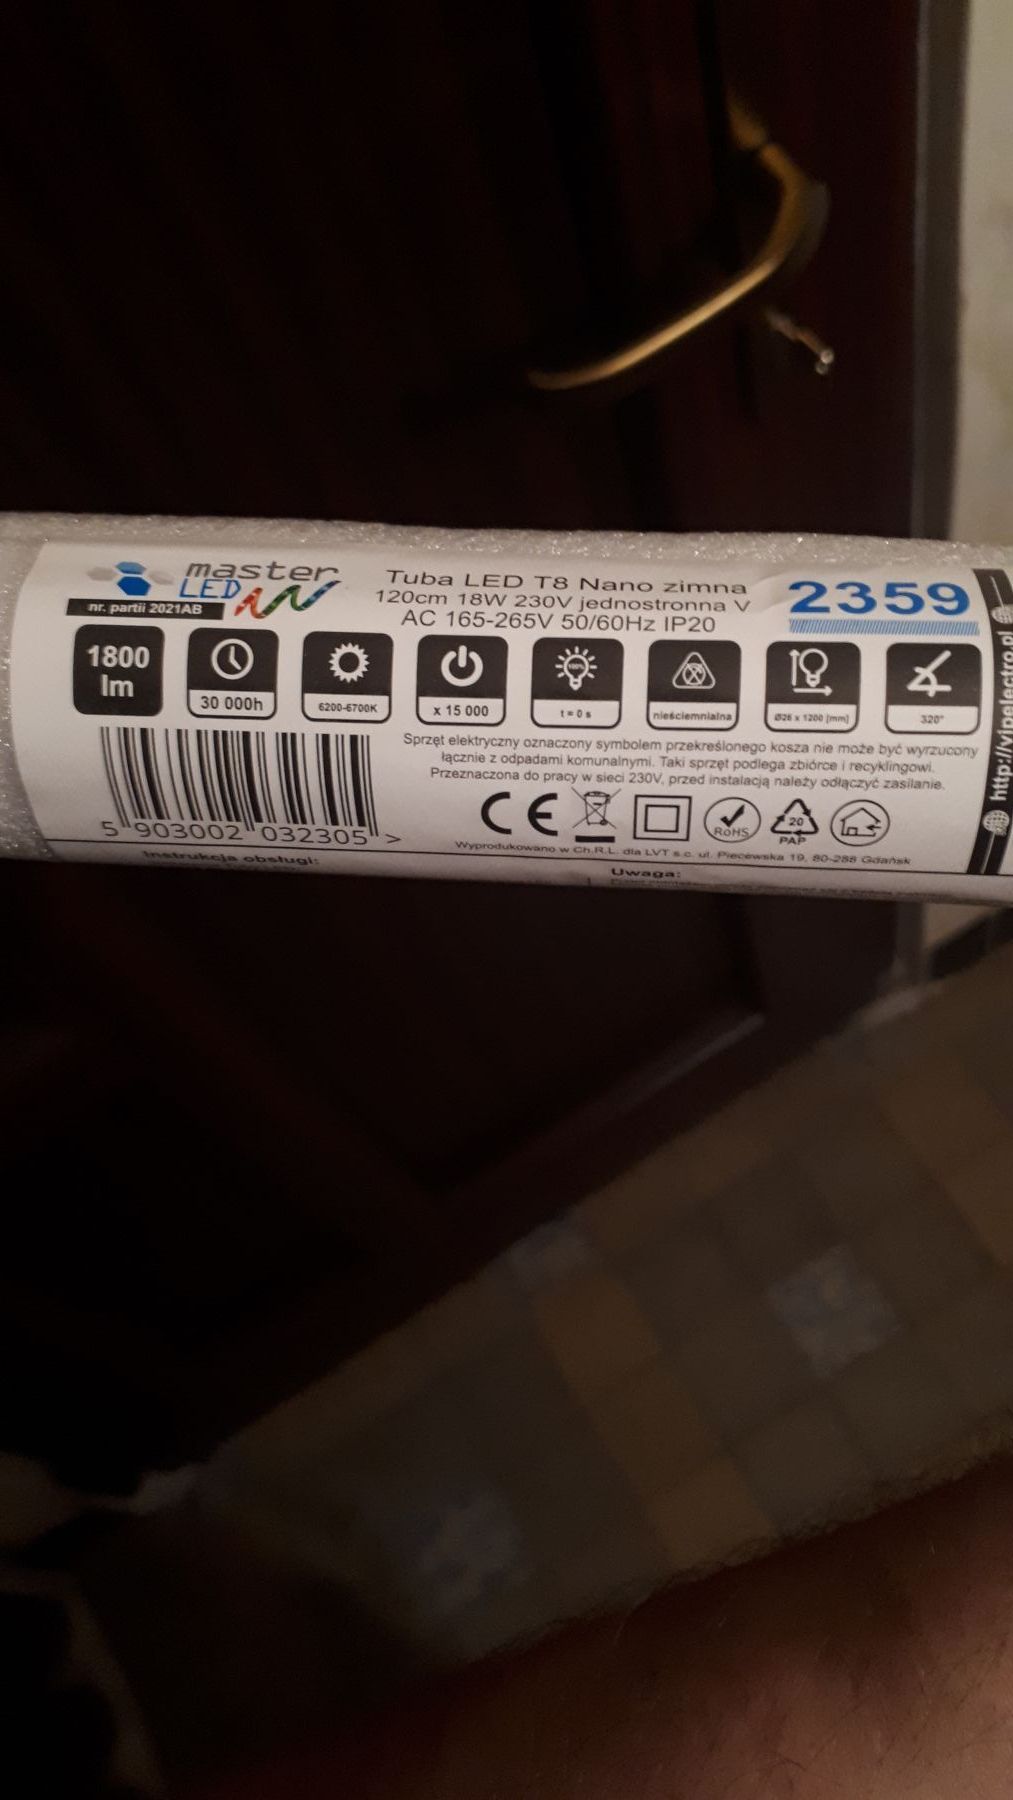 master
LED
nr. partii 2021AB
Tuba LED T8 Nano zimna
120cm 18W 230V jednostronna V
AC 165-265V 50/60Hz IP20
2359
1800
lm
30 000h
6200-6700K
x 15 000
100%
t = 0 s
nieściemnialna
Ø26 x 1200 [mm]
320°
http://vipelectro.pl
Sprzęt elektryczny oznaczony symbolem przekreślonego kosza nie może być wyrzucony
łącznie z odpadami komunalnymi. Taki sprzęt podlega zbiórce i recyklingowi.
Przeznaczona do pracy w sieci 230V, przed instalacją należy odłączyć zasilanie.
5 903002 032305 >
CE
RoHS
20
PAP
Wyprodukowano w Ch.R.L. dla LVT s.c. ul. Piecewska 19, 80-288 Gdańsk
Instrukcja obsługi:
Uwaga: